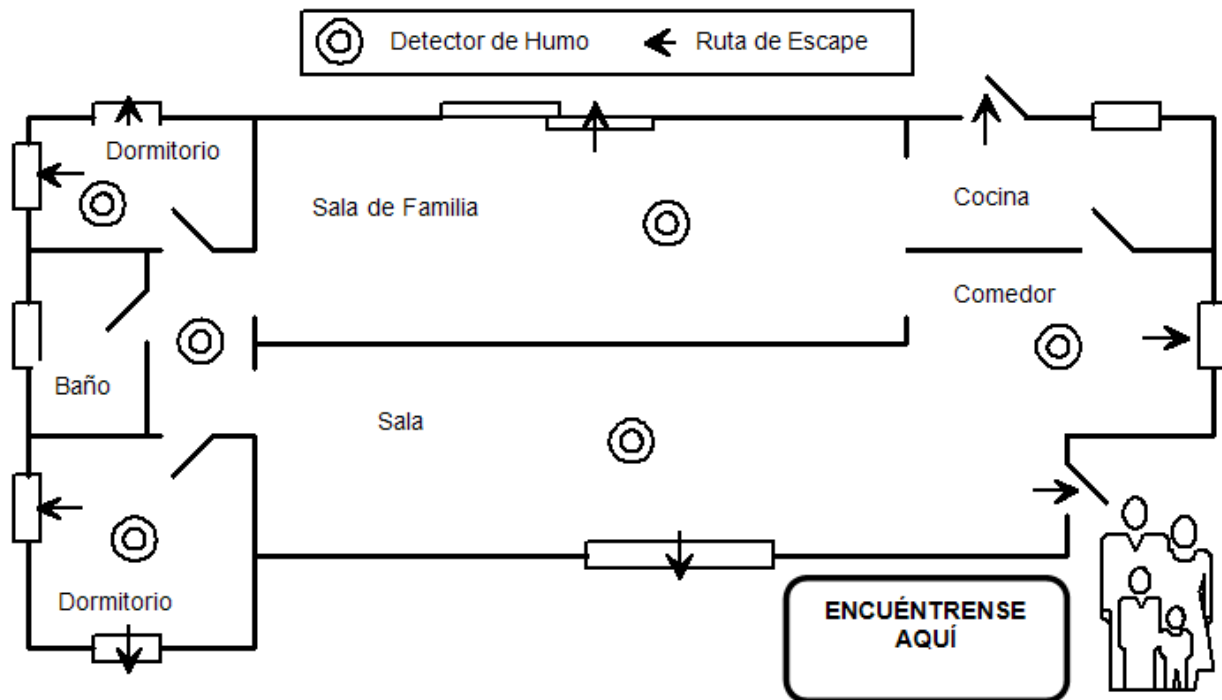 Detector de Humo
Ruta de Escape
Dormitorio
Sala de Familia
Cocina
Comedor
Baño
Sala
Dormitorio
ENCUÉNTRENSE
AQUÍ